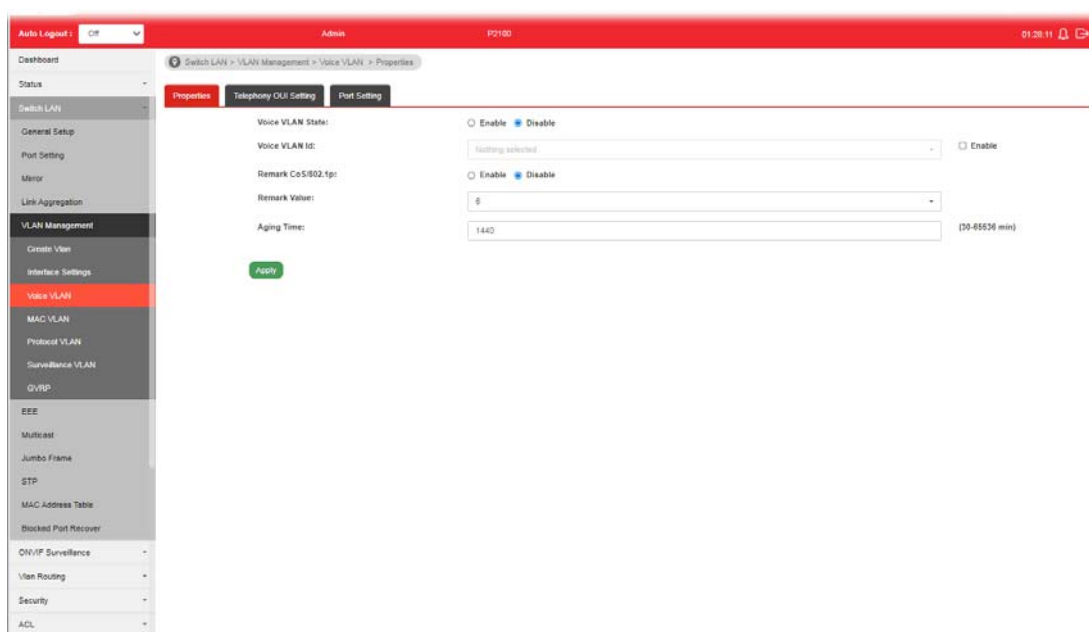 Auto Logout : Off Admin P2100 01:28:11
Switch LAN > VLAN Management > Voice VLAN > Properties
Properties Telephony OUI Setting Port Setting
Voice VLAN State: Enable Disable
Voice VLAN Id: Nothing selected Enable
Remark CoS/802.1p: Enable Disable
Remark Value: 6
Aging Time: 1440 (30-65536 min)
Apply
Dashboard
Status
Switch LAN
General Setup
Port Setting
Mirror
Link Aggregation
VLAN Management
Create Vlan
Interface Settings
Voice VLAN
MAC VLAN
Protocol VLAN
Surveillance VLAN
GVRP
EEE
Multicast
Jumbo Frame
STP
MAC Address Table
Blocked Port Recover
ONVIF Surveillance
Vlan Routing
Security
ACL